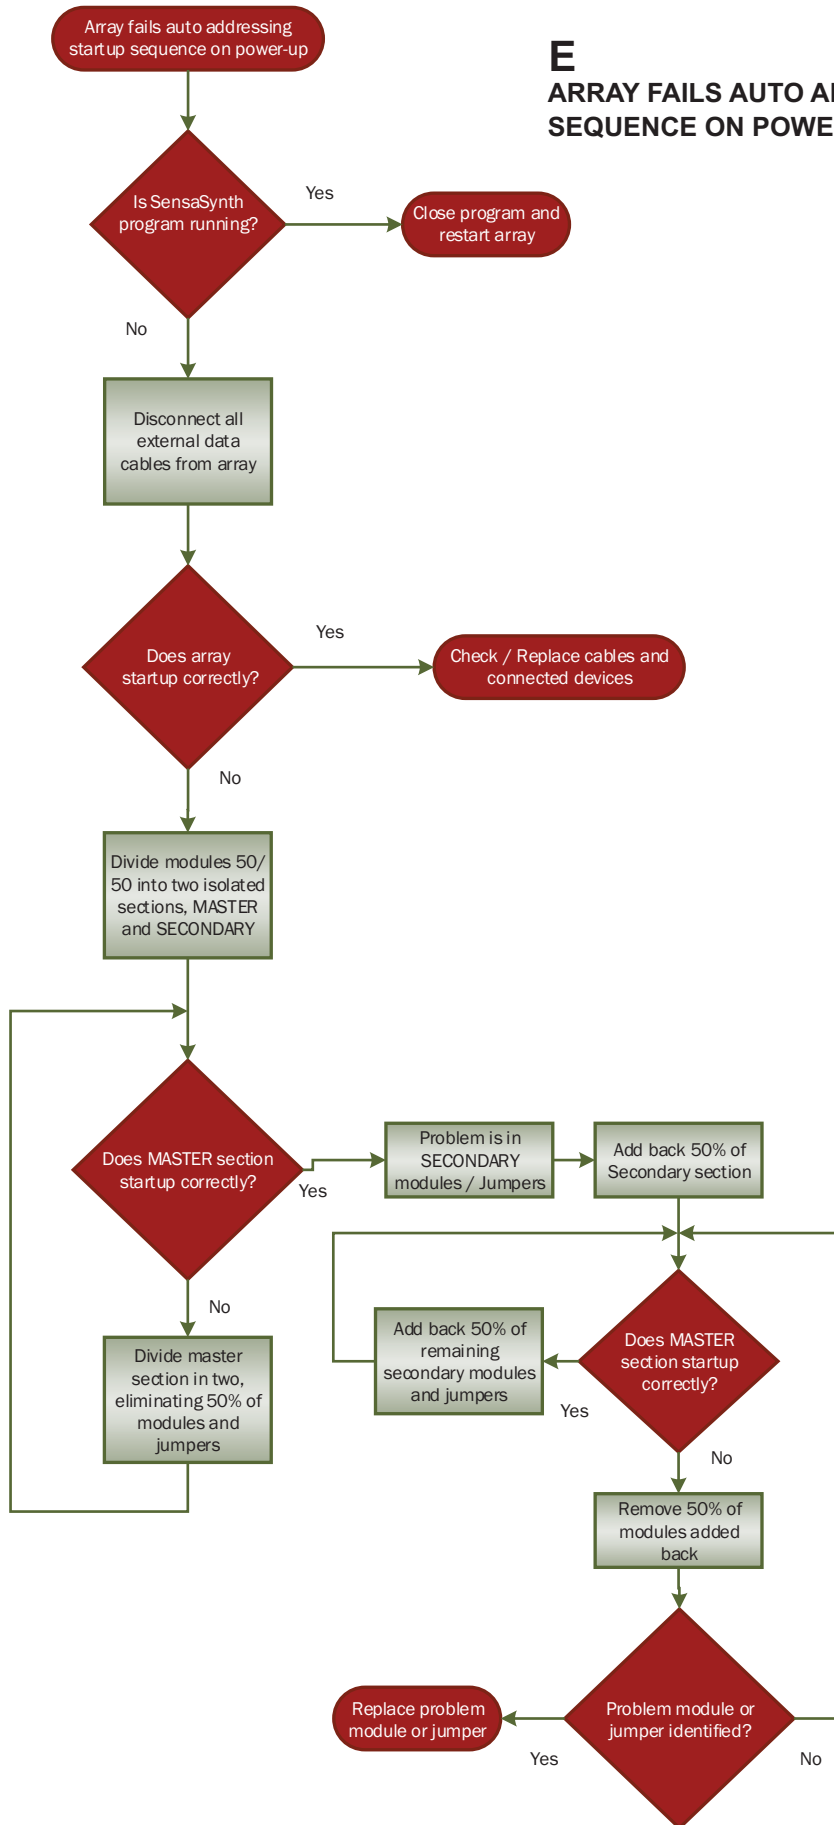 Array fails auto addressing
startup sequence on power-up
E
ARRAY FAILS AUTO
SEQUENCE ON
Is SensaSynth
program running?
Yes
Close program and
restart array
No
Disconnect all
external data
cables from array
Does array
startup correctly?
Yes
Check / Replace cables and
connected devices
No
Divide modules 50/
50 into two isolated
sections, MASTER
and SECONDARY
Does MASTER section
startup correctly?
Yes
Problem is in
SECONDARY
modules / Jumpers
Add back 50% of
Secondary section
No
Divide master
section in two,
eliminating 50% of
modules and
jumpers
Add back 50% of
remaining
secondary modules
and jumpers
Does MASTER
section startup
correctly?
Yes
No
Remove 50% of
modules added
back
Problem module or
jumper identified?
Replace problem
module or jumper
Yes
No